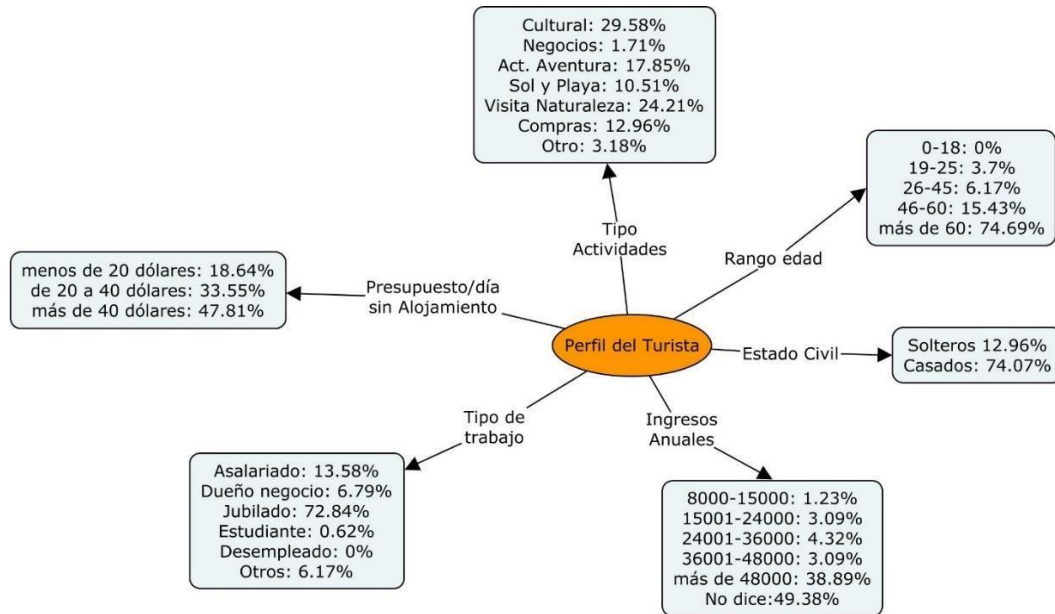 Cultural: 29.58%
Negocios: 1.71%
Act. Aventura: 17.85%
Sol y Playa: 10.51%
Visita Naturaleza: 24.21%
Compras: 12.96%
Otro: 3.18%
0-18: 0%
19-25: 3.7%
26-45: 6.17%
46-60: 15.43%
más de 60: 74.69%
Tipo
Actividades
Rango edad
menos de 20 dólares: 18.64%
de 20 a 40 dólares: 33.55%
más de 40 dólares: 47.81%
Presupuesto/día
sin Alojamiento
Perfil del Turista
Estado Civil
Solteros 12.96%
Casados: 74.07%
Tipo de
trabajo
Ingresos
Anuales
Asalariado: 13.58%
Dueño negocio: 6.79%
Jubilado: 72.84%
Estudiante: 0.62%
Desempleado: 0%
Otros: 6.17%
8000-15000: 1.23%
15001-24000: 3.09%
24001-36000: 4.32%
36001-48000: 3.09%
más de 48000: 38.89%
No dice:49.38%